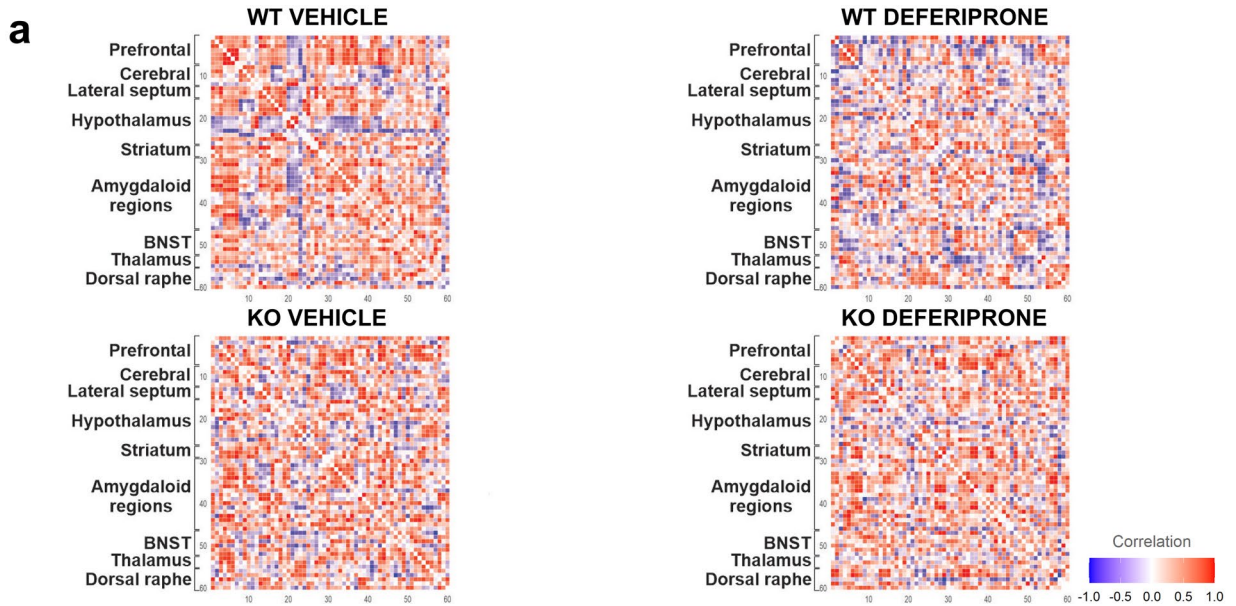 a
WT VEHICLE
Prefrontal
Cerebral
Lateral septum
Hypothalamus
Striatum
Amygdaloid
regions
BNST
Thalamus
Dorsal raphe
10
20
30
40
50
60
10 20 30 40 50 60
WT DEFERIPRONE
Prefrontal
Cerebral
Lateral septum
Hypothalamus
Striatum
Amygdaloid
regions
BNST
Thalamus
Dorsal raphe
10
20
30
40
50
60
10 20 30 40 50 60
KO VEHICLE
Prefrontal
Cerebral
Lateral septum
Hypothalamus
Striatum
Amygdaloid
regions
BNST
Thalamus
Dorsal raphe
10
20
30
40
50
60
10 20 30 40 50 60
KO DEFERIPRONE
Prefrontal
Cerebral
Lateral septum
Hypothalamus
Striatum
Amygdaloid
regions
BNST
Thalamus
Dorsal raphe
10
20
30
40
50
60
10 20 30 40 50 60
Correlation
-1.0 -0.5 0.0 0.5 1.0